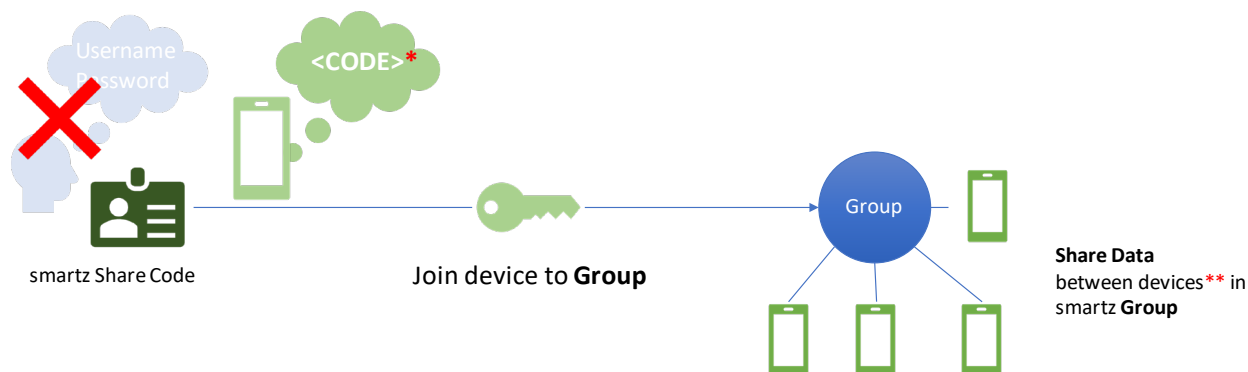 Username
Password
<CODE>*
Group
smartz Share Code
Join device to Group
Share Data
between devices** in
smartz Group